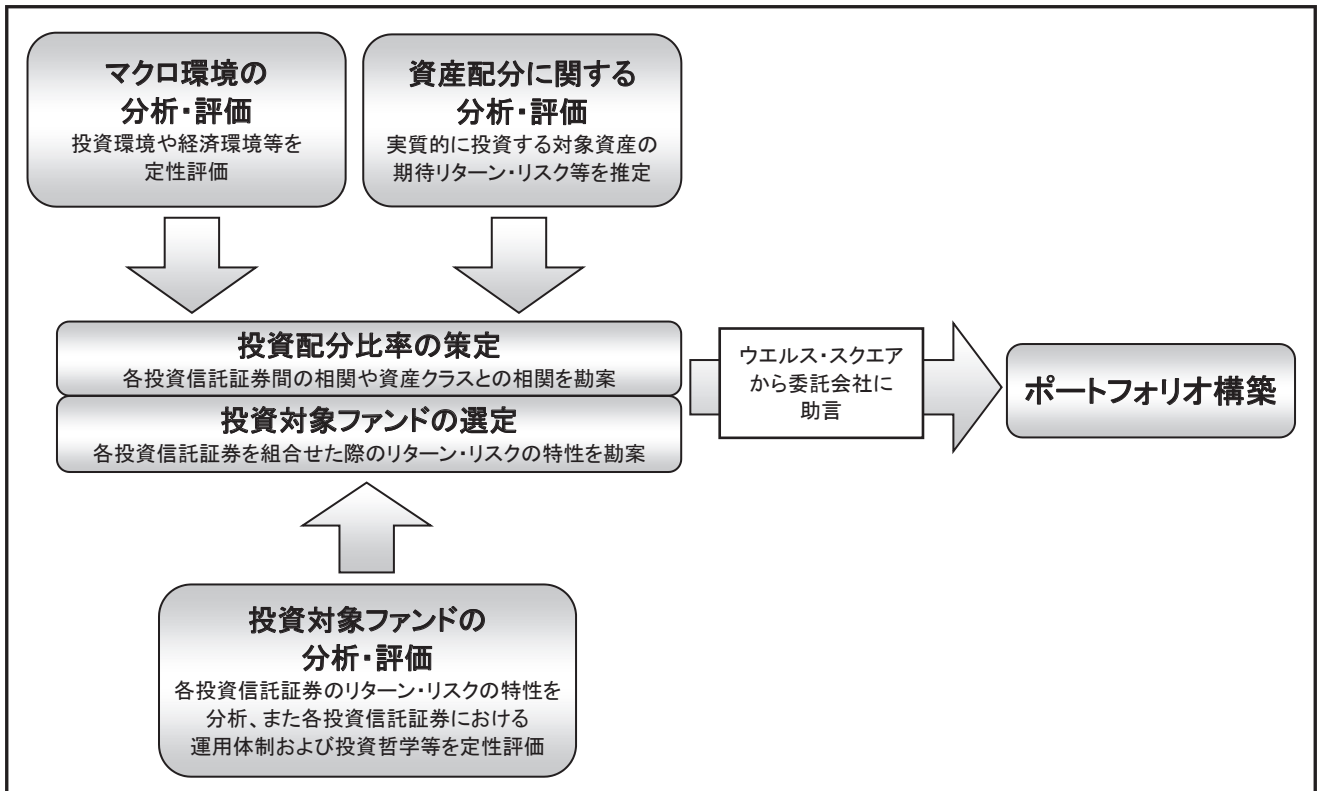 マクロ環境の
分析・評価
投資環境や経済環境等を
定性評価
資産配分に関する
分析・評価
実質的に投資する対象資産の
期待リターン・リスク等を推定
投資配分比率の策定
各投資信託証券間の相関や資産クラスとの相関を勘案
投資対象ファンドの選定
各投資信託証券を組合せた際のリターン・リスクの特性を勘案
ウエルス・スクエア
から委託会社に
助言
ポートフォリオ構築
投資対象ファンドの
分析・評価
各投資信託証券のリターン・リスクの特性を
分析、また各投資信託証券における
運用体制および投資哲学等を定性評価